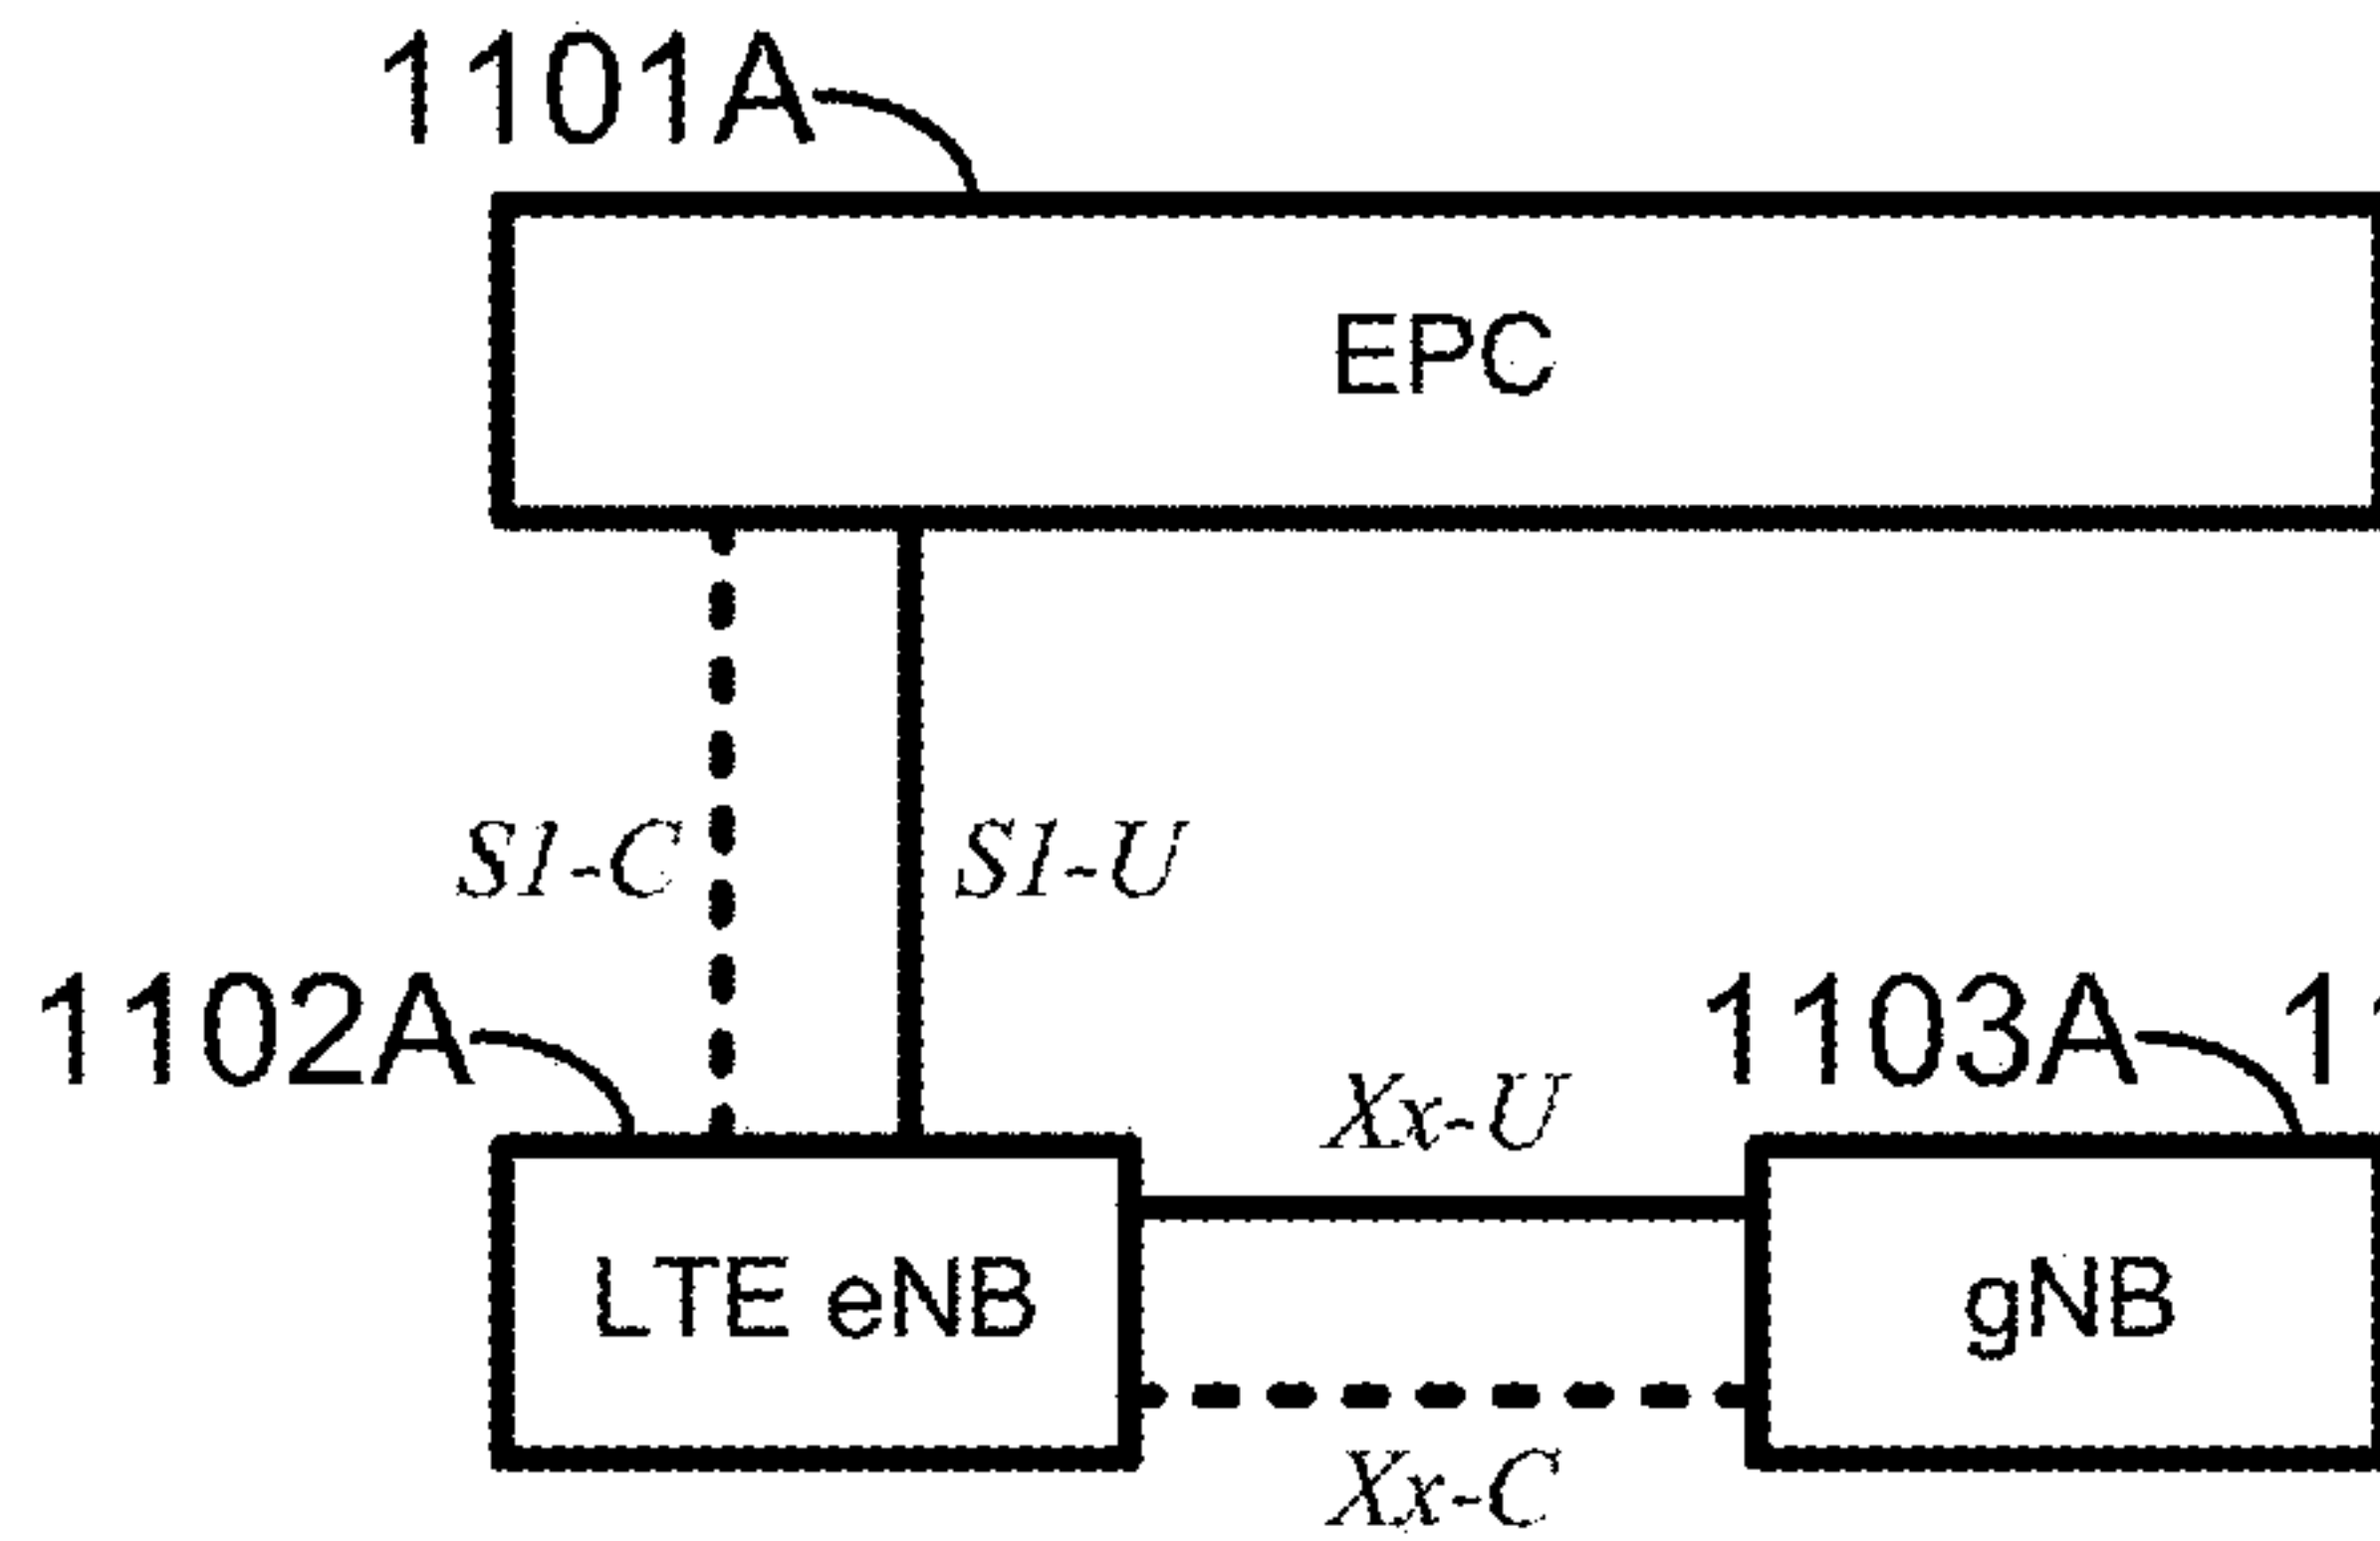 1101A
EPC
S1-C S1-U
1102A 1103A
Xx-U
LTE eNB gNB
Xx-C